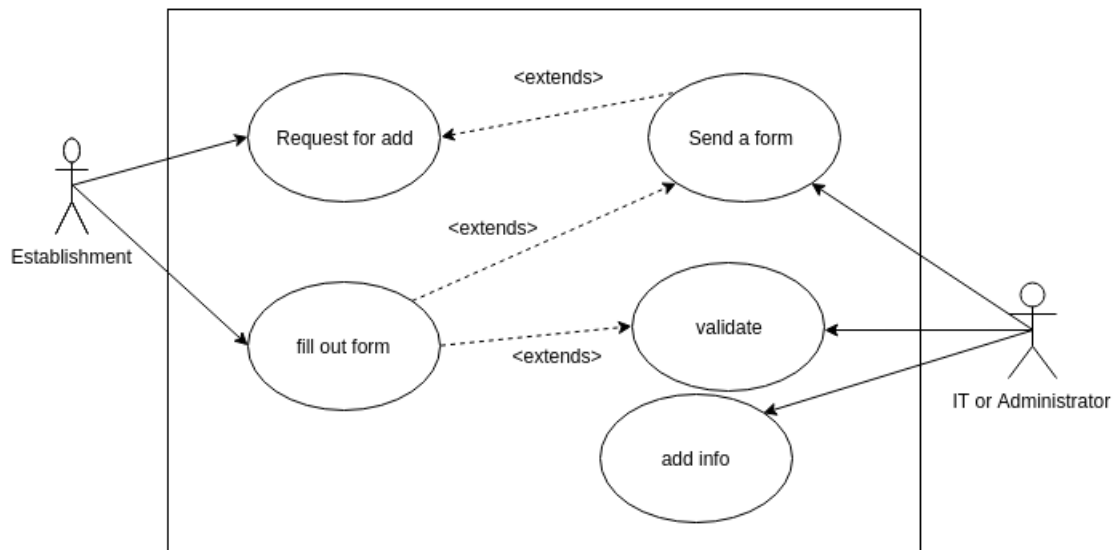 <extends>
Request for add
Send a form
<extends>
Establishment
fill out form
validate
<extends>
IT or Administrator
add info